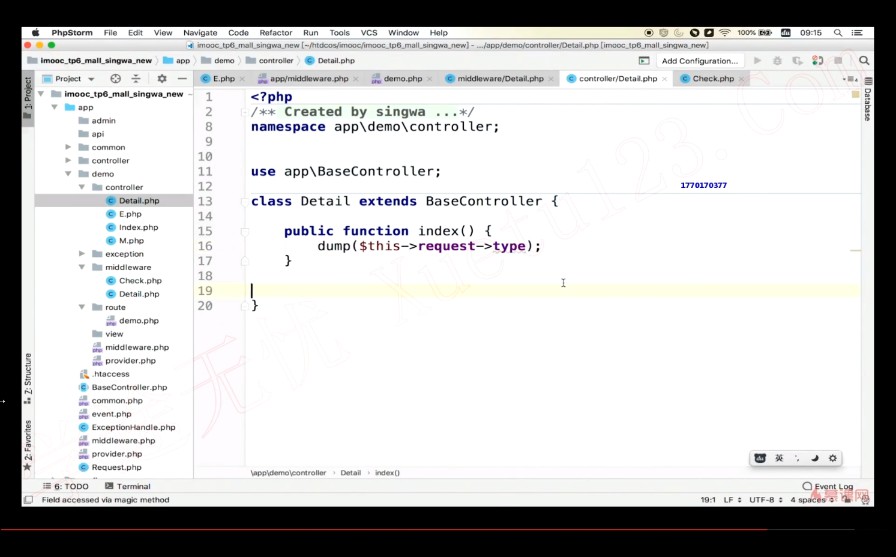 PhpStorm File Edit View Navigate Code Refactor Run Tools VCS Window Help 100% 09:15
imooc_tp6_mall_singwa_new [~/htdcos/imooc/imooc_tp6_mall_singwa_new] - .../app/demo/controller/Detail.php [imooc_tp6_mall_singwa_new]
imooc_tp6_mall_singwa_new app demo controller Detail.php Add Configuration...
Project E.php app/middleware.php demo.php middleware/Detail.php controller/Detail.php Check.php
1: Project
Database
imooc_tp6_mall_singwa_new
app
admin
api
common
controller
demo
controller
Detail.php
E.php
Index.php
M.php
exception
middleware
Check.php
Detail.php
route
demo.php
view
middleware.php
provider.php
.htaccess
BaseController.php
common.php
event.php
ExceptionHandle.php
middleware.php
provider.php
Request.php
Z: Structure
2: Favorites
1 <?php
2 /** Created by singwa ...*/
8 namespace app\demo\controller;
9
10
11 use app\BaseController;
12
13 class Detail extends BaseController {
14
15 public function index() {
16 dump($this->request->type);
17 }
18
19
20 }
1770170377
无忧 Xuetu123.Com
英
\app\demo\controller Detail index()
6: TODO Terminal Event Log
Field accessed via magic method 19:1 LF UTF-8 4 spaces